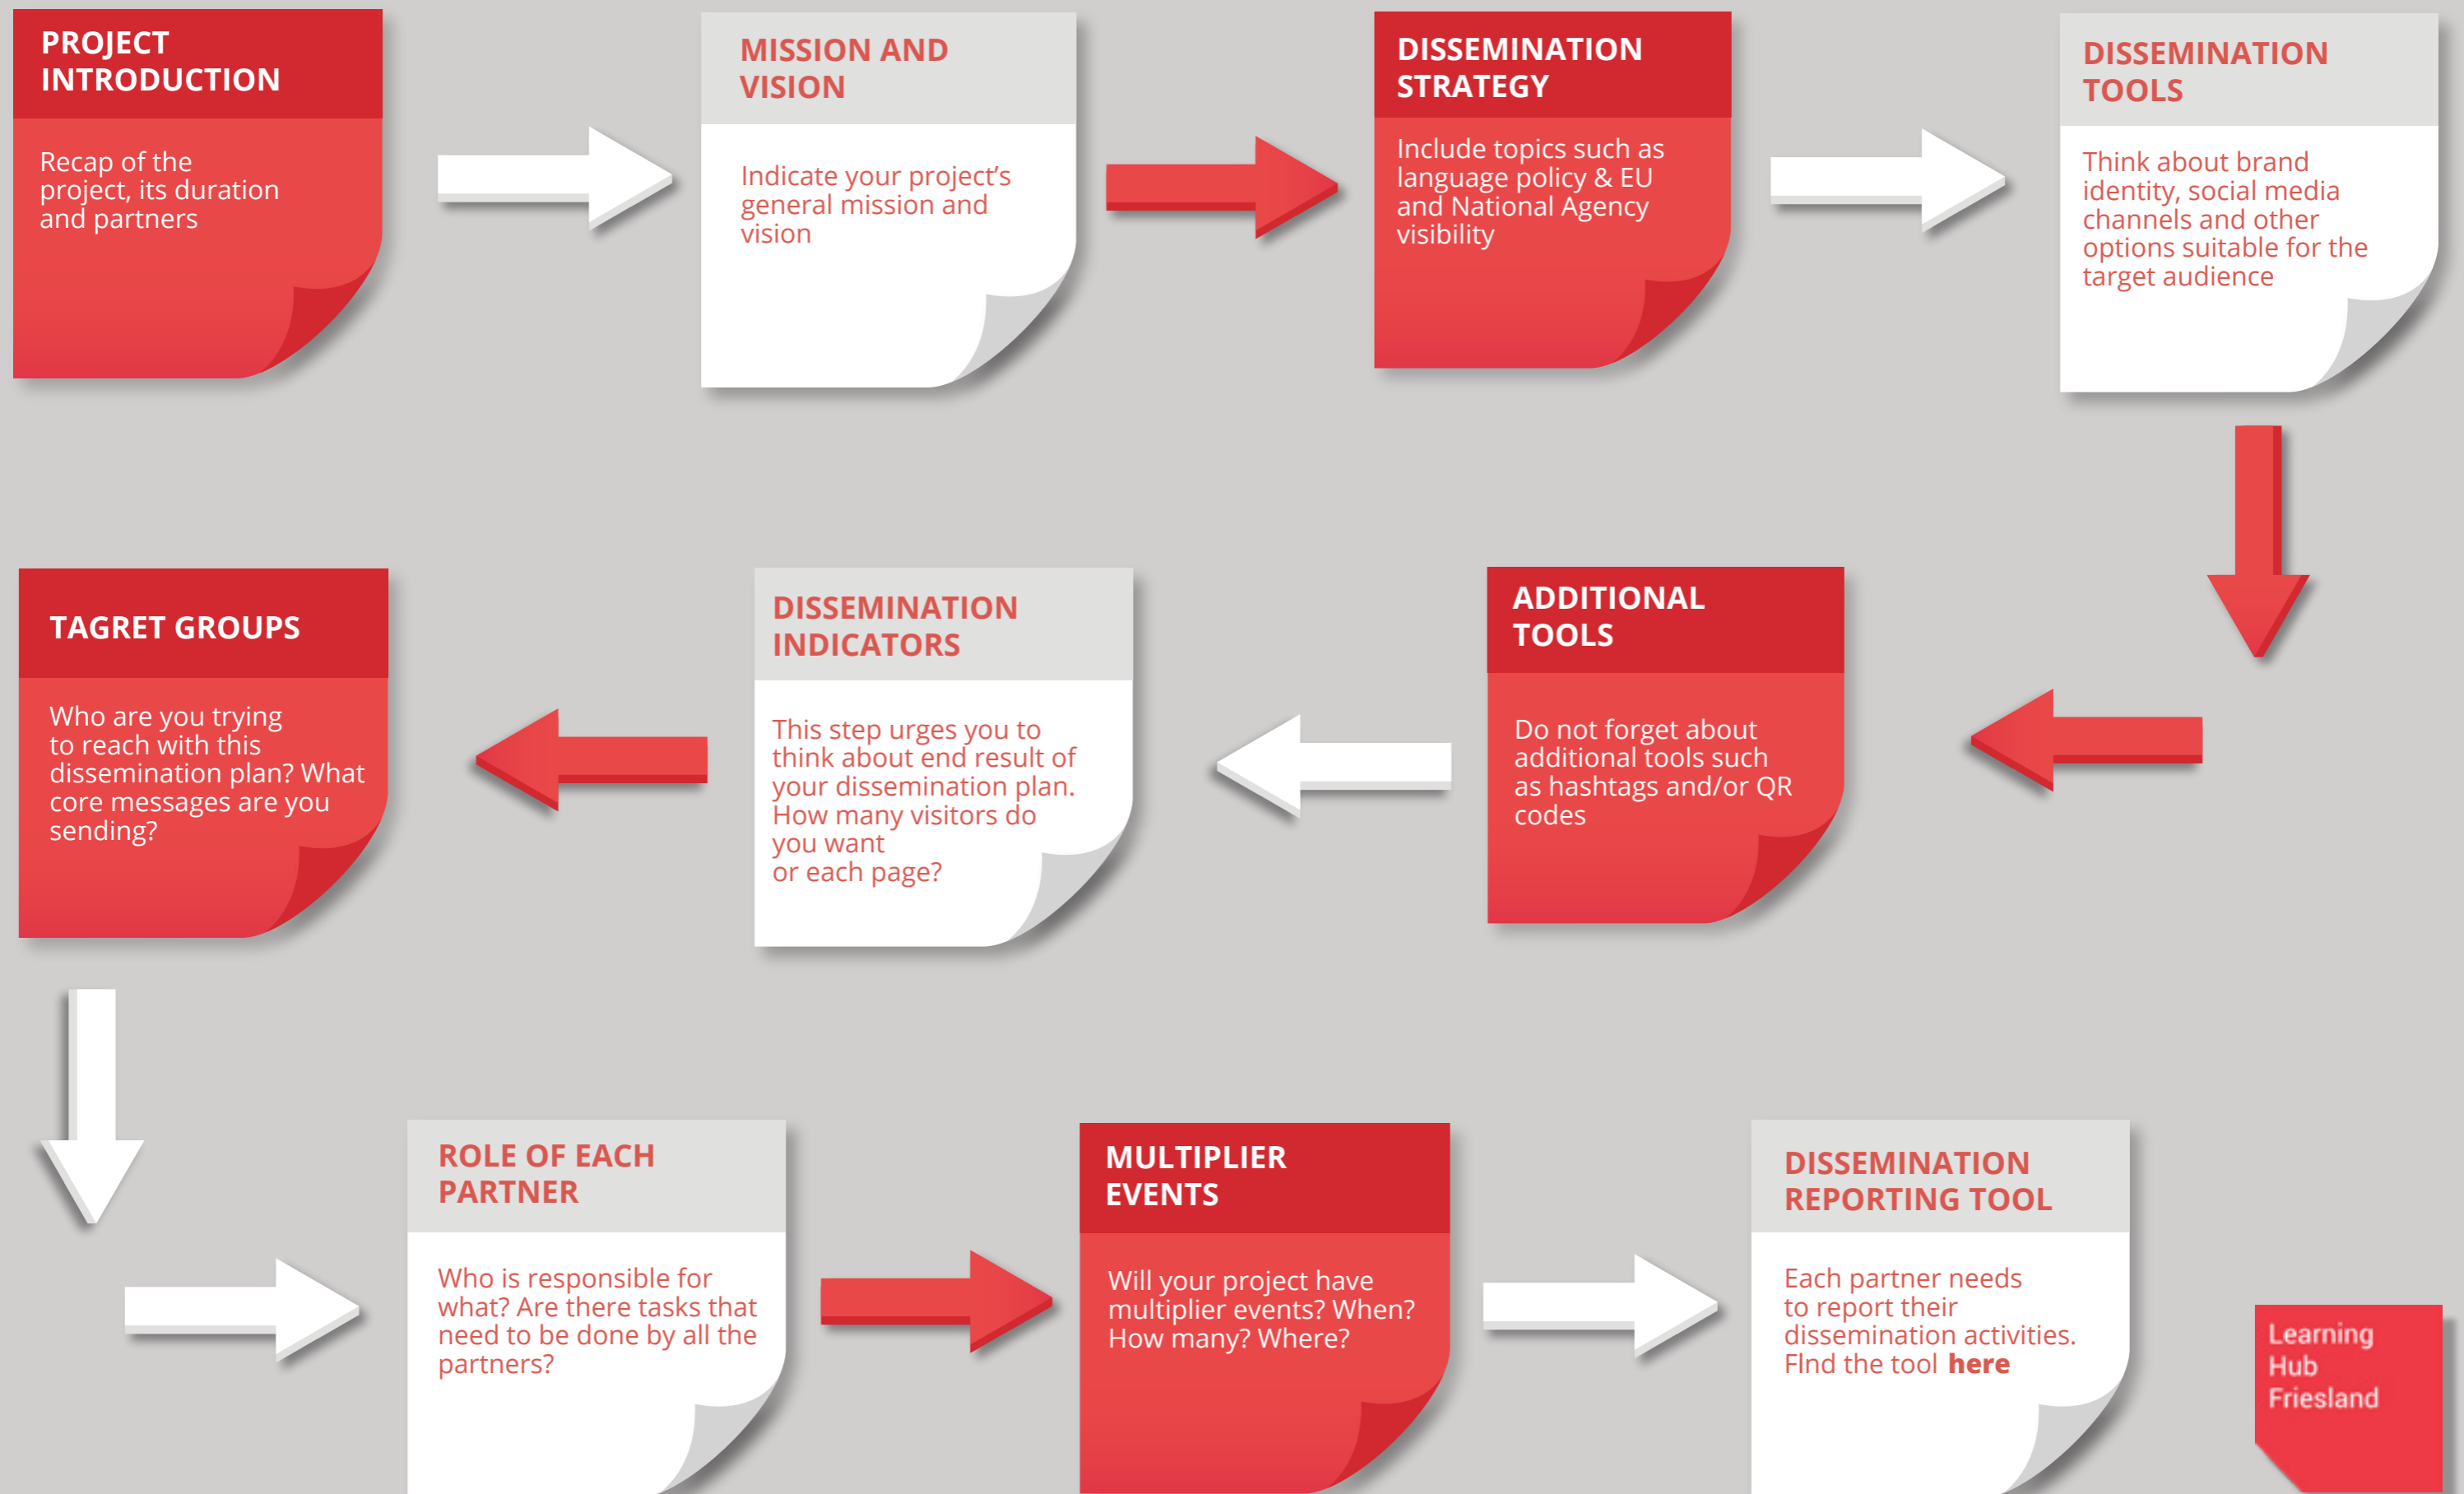 PROJECT
INTRODUCTION
Recap of the
project, its duration
and partners
MISSION AND
VISION
Indicate your project's
general mission and
vision
DISSEMINATION
STRATEGY
Include topics such as
language policy & EU
and National Agency
visibility
DISSEMINATION
TOOLS
Think about brand
identity, social media
channels and other
options suitable for the
target audience
ADDITIONAL
TOOLS
Do not forget about
additional tools such
as hashtags and/or QR
codes
DISSEMINATION
INDICATORS
This step urges you to
think about end result of
your dissemination plan.
How many visitors do
you want
or each page?
TAGRET GROUPS
Who are you trying
to reach with this
dissemination plan? What
core messages are you
sending?
ROLE OF EACH
PARTNER
Who is responsible for
what? Are there tasks that
need to be done by all the
partners?
MULTIPLIER
EVENTS
Will your project have
multiplier events? When?
How many? Where?
DISSEMINATION
REPORTING TOOL
Each partner needs
to report their
dissemination activities.
FInd the tool here
Learning
Hub
Friesland